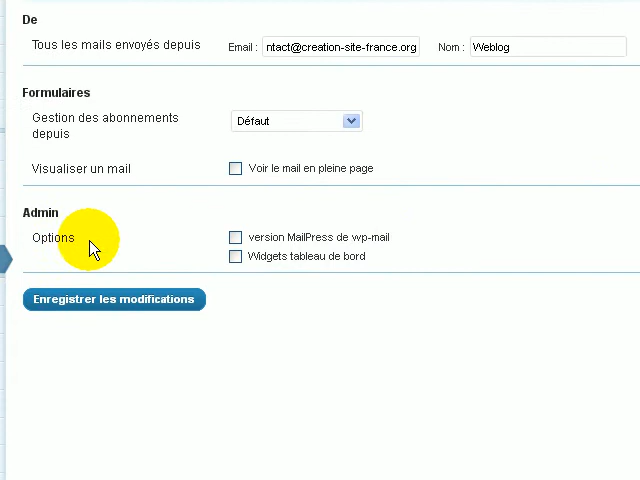 De
Tous les mails envoyés depuis Email : ntact@creation-site-france.org Nom : Weblog
Formulaires
Gestion des abonnements depuis Défaut
Visualiser un mail Voir le mail en pleine page
Admin
Options version MailPress de wp-mail
Widgets tableau de bord
Enregistrer les modifications